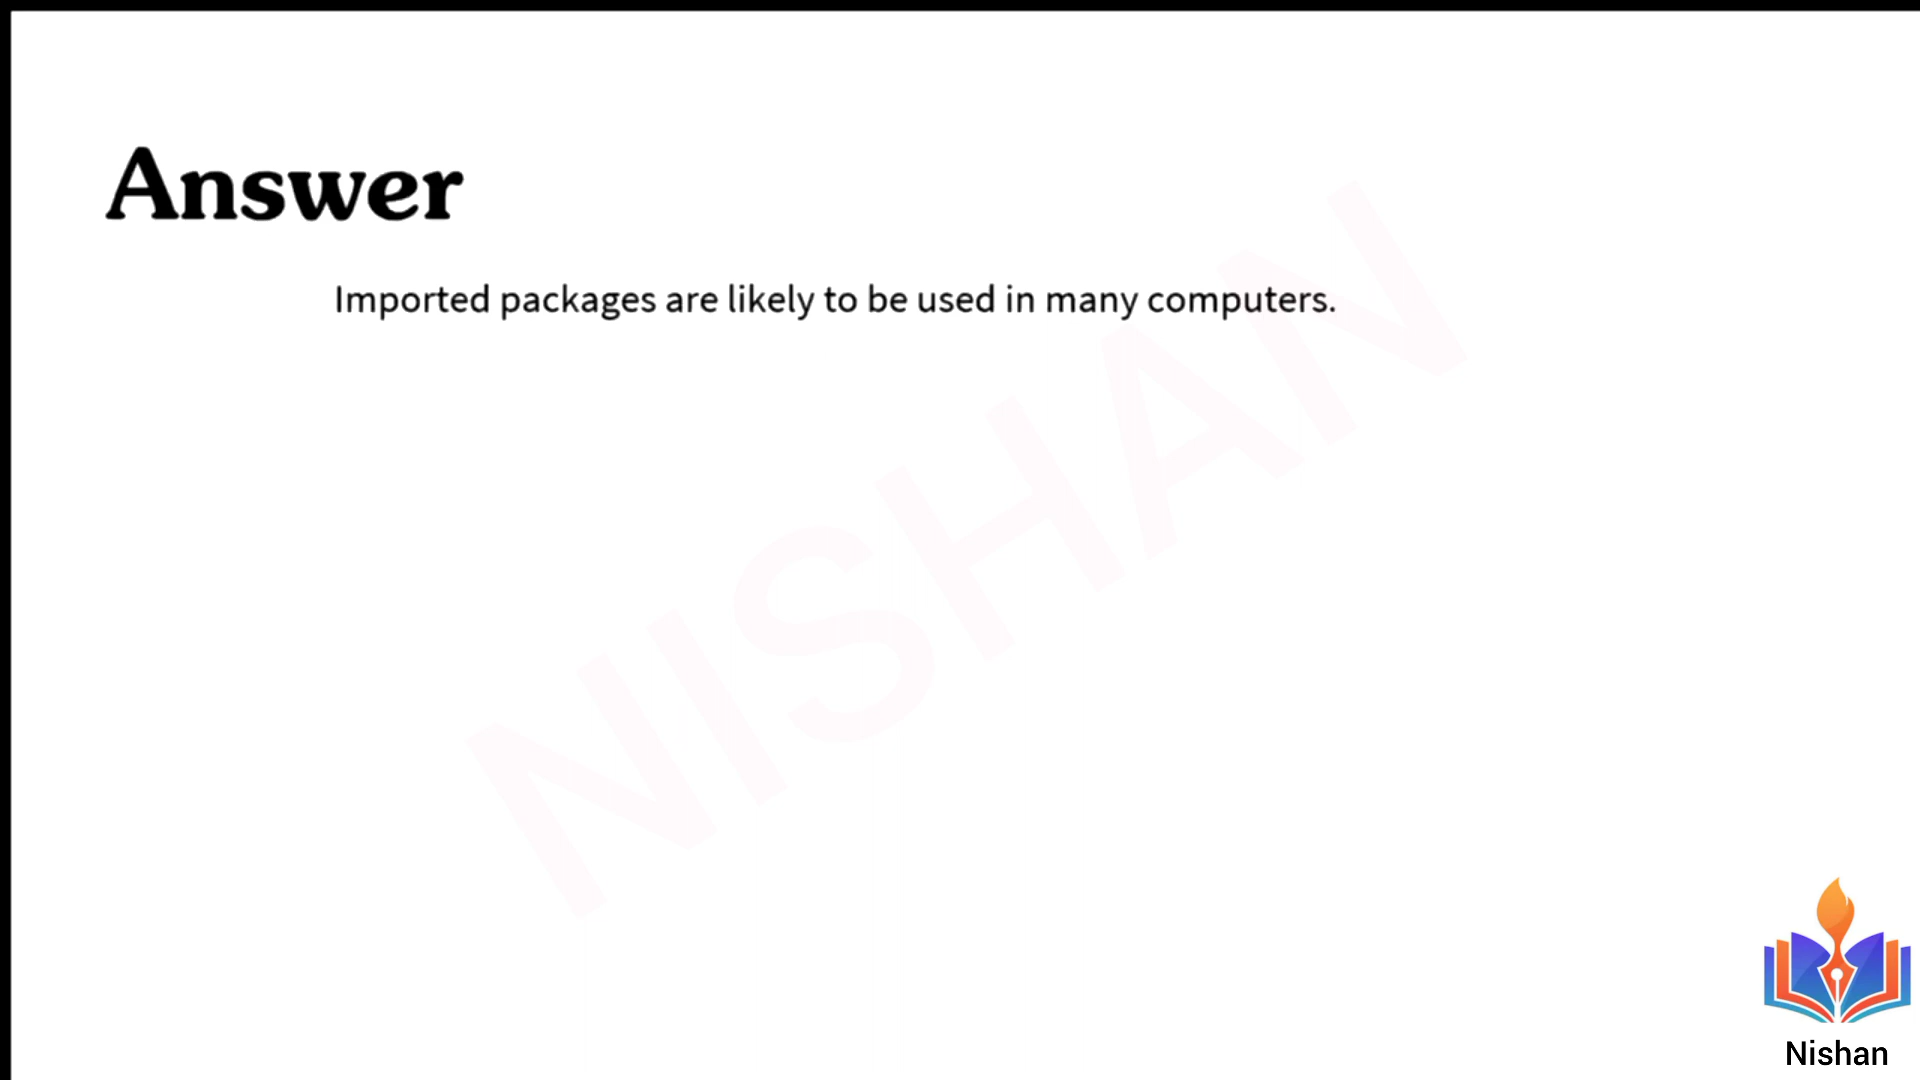 Answer
Imported packages are likely to be used in many computers.
NISHAN
Nishan